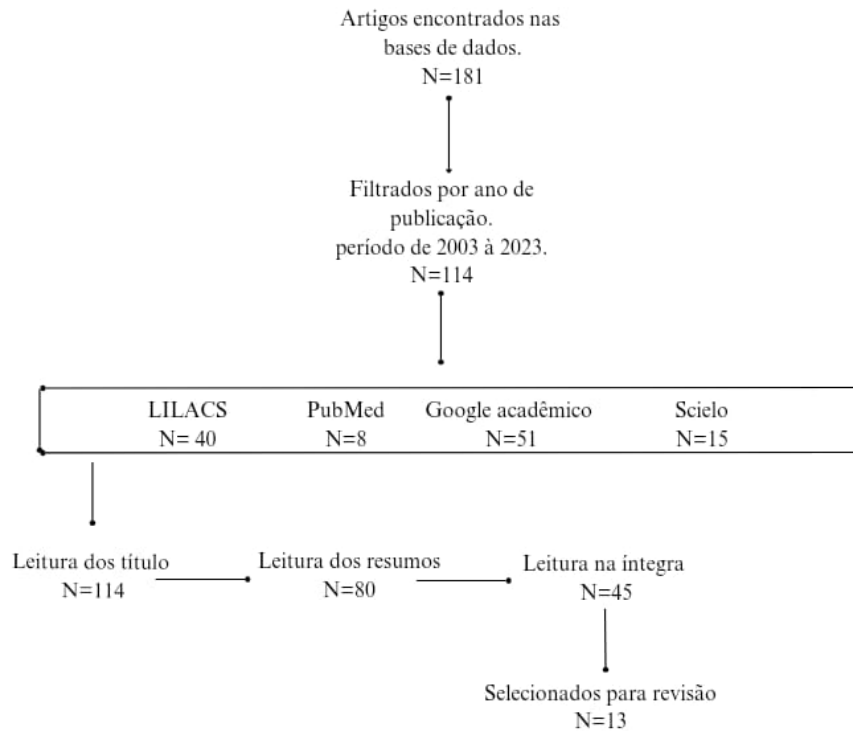 Artigos encontrados nas
bases de dados.
N=181
Filtrados por ano de
publicação.
período de 2003 à 2023.
N=114
LILACS
N= 40
PubMed
N=8
Google acadêmico
N=51
Scielo
N=15
Leitura dos título
N=114
Leitura dos resumos
N=80
Leitura na íntegra
N=45
Selecionados para revisão
N=13